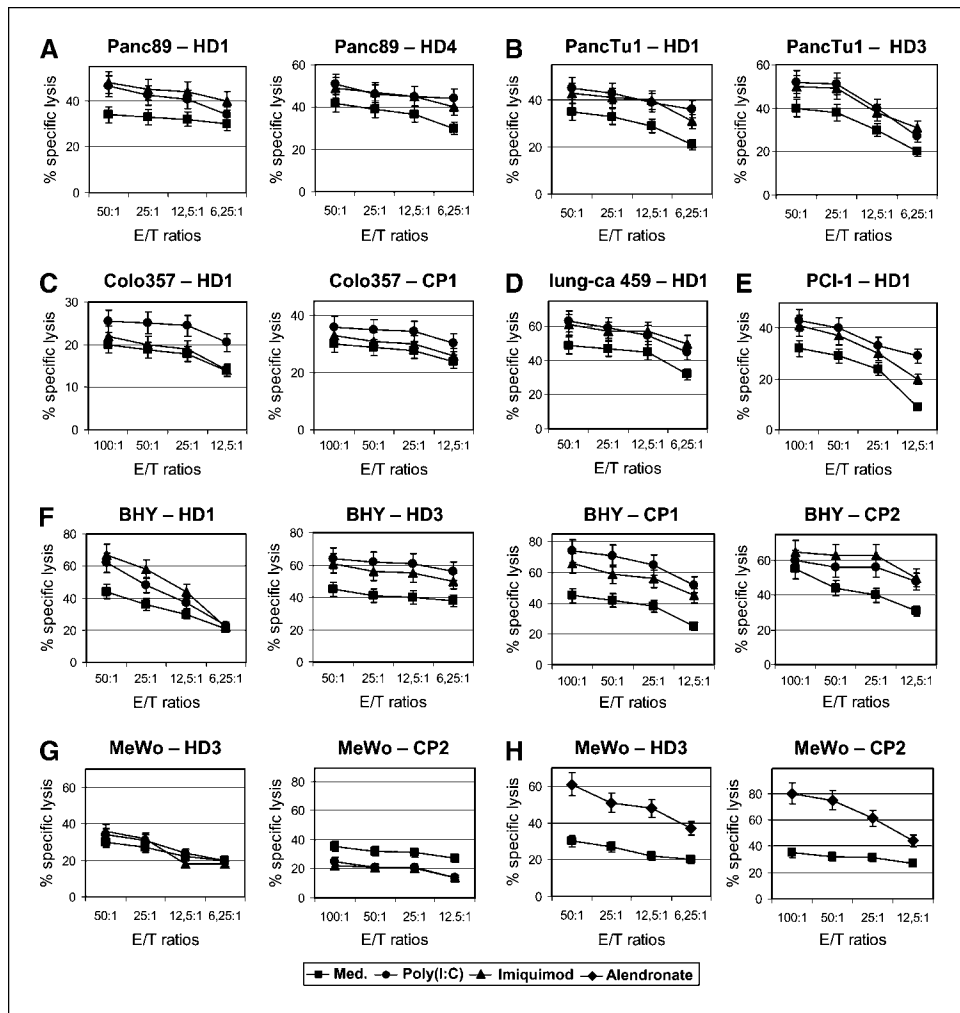 A
Panc89 – HD1
% specific lysis
40
20
0
50:1 25:1 12,5:1 6,25:1
E/T ratios
Panc89 – HD4
% specific lysis
60
40
20
0
50:1 25:1 12,5:1 6,25:1
E/T ratios
B
PancTu1 – HD1
% specific lysis
40
20
0
50:1 25:1 12,5:1 6,25:1
E/T ratios
PancTu1 – HD3
% specific lysis
60
40
20
0
50:1 25:1 12,5:1 6,25:1
E/T ratios
C
Colo357 – HD1
% specific lysis
30
20
10
0
100:1 50:1 25:1 12,5:1
E/T ratios
Colo357 – CP1
% specific lysis
40
20
0
100:1 50:1 25:1 12,5:1
E/T ratios
D
lung-ca 459 – HD1
% specific lysis
60
40
20
0
50:1 25:1 12,5:1 6,25:1
E/T ratios
E
PCI-1 – HD1
% specific lysis
40
20
0
100:1 50:1 25:1 12,5:1
E/T ratios
F
BHY – HD1
% specific lysis
80
60
40
20
0
50:1 25:1 12,5:1 6,25:1
E/T ratios
BHY – HD3
% specific lysis
80
60
40
20
0
50:1 25:1 12,5:1 6,25:1
E/T ratios
BHY – CP1
% specific lysis
80
60
40
20
0
100:1 50:1 25:1 12,5:1
E/T ratios
BHY – CP2
% specific lysis
80
60
40
20
0
100:1 50:1 25:1 12,5:1
E/T ratios
G
MeWo – HD3
% specific lysis
60
40
20
0
50:1 25:1 12,5:1 6,25:1
E/T ratios
MeWo – CP2
% specific lysis
80
60
40
20
0
100:1 50:1 25:1 12.5:1
E/T ratios
H
MeWo – HD3
% specific lysis
60
40
20
0
50:1 25:1 12,5:1 6,25:1
E/T ratios
MeWo – CP2
% specific lysis
80
60
40
20
0
100:1 50:1 25:1 12,5:1
E/T ratios
Med. Poly(I:C) Imiquimod Alendronate